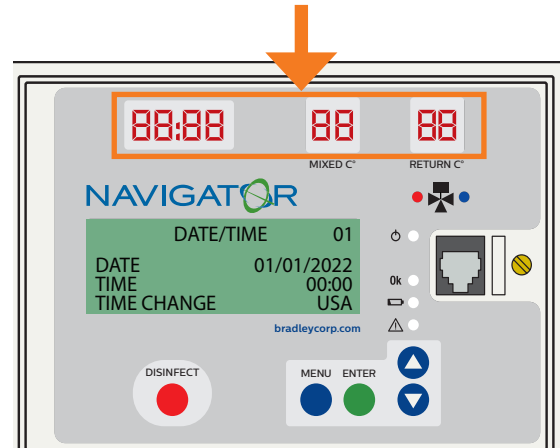 88:88 88 88
MIXED C° RETURN C°
NAVIGATOR
DATE/TIME 01
DATE 01/01/2022
TIME 00:00
TIME CHANGE USA
Ok
bradleycorp.com
DISINFECT MENU ENTER